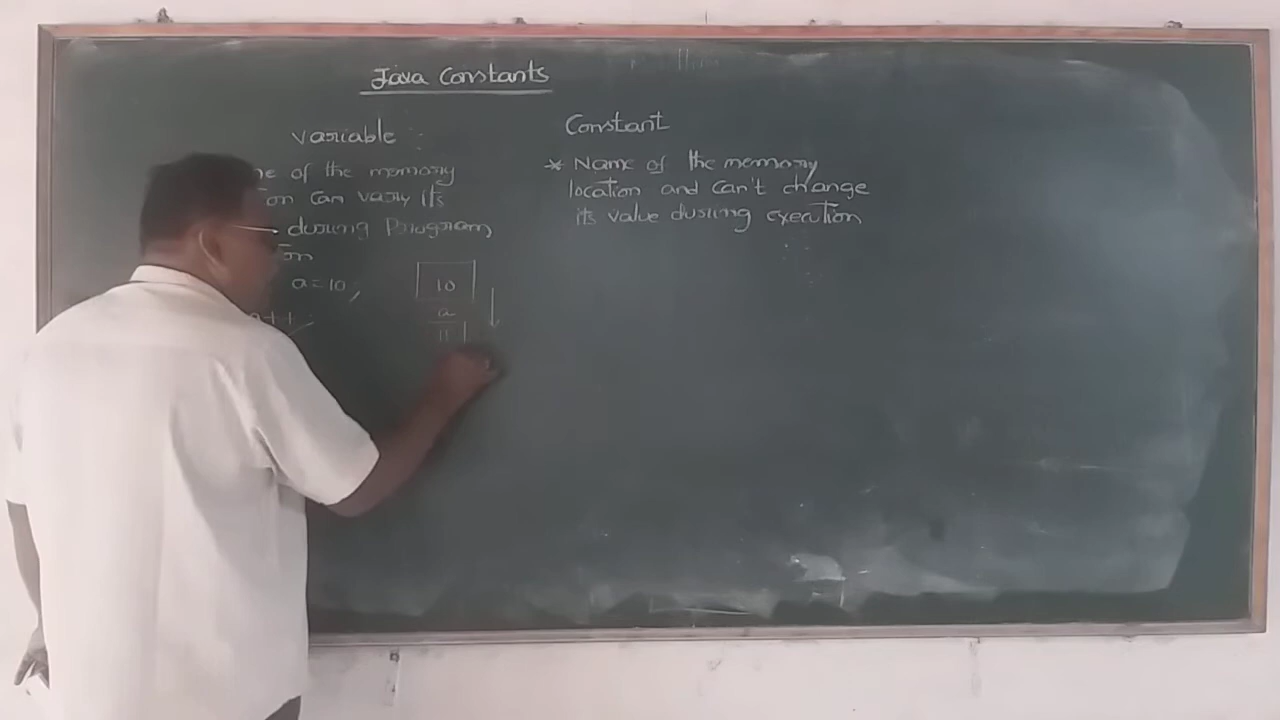 Java Constants
variable
of the memory
can vary its
during Program
a=10;
10
a
11
Constant
* Name of the memory
location and can't change
its value during execution